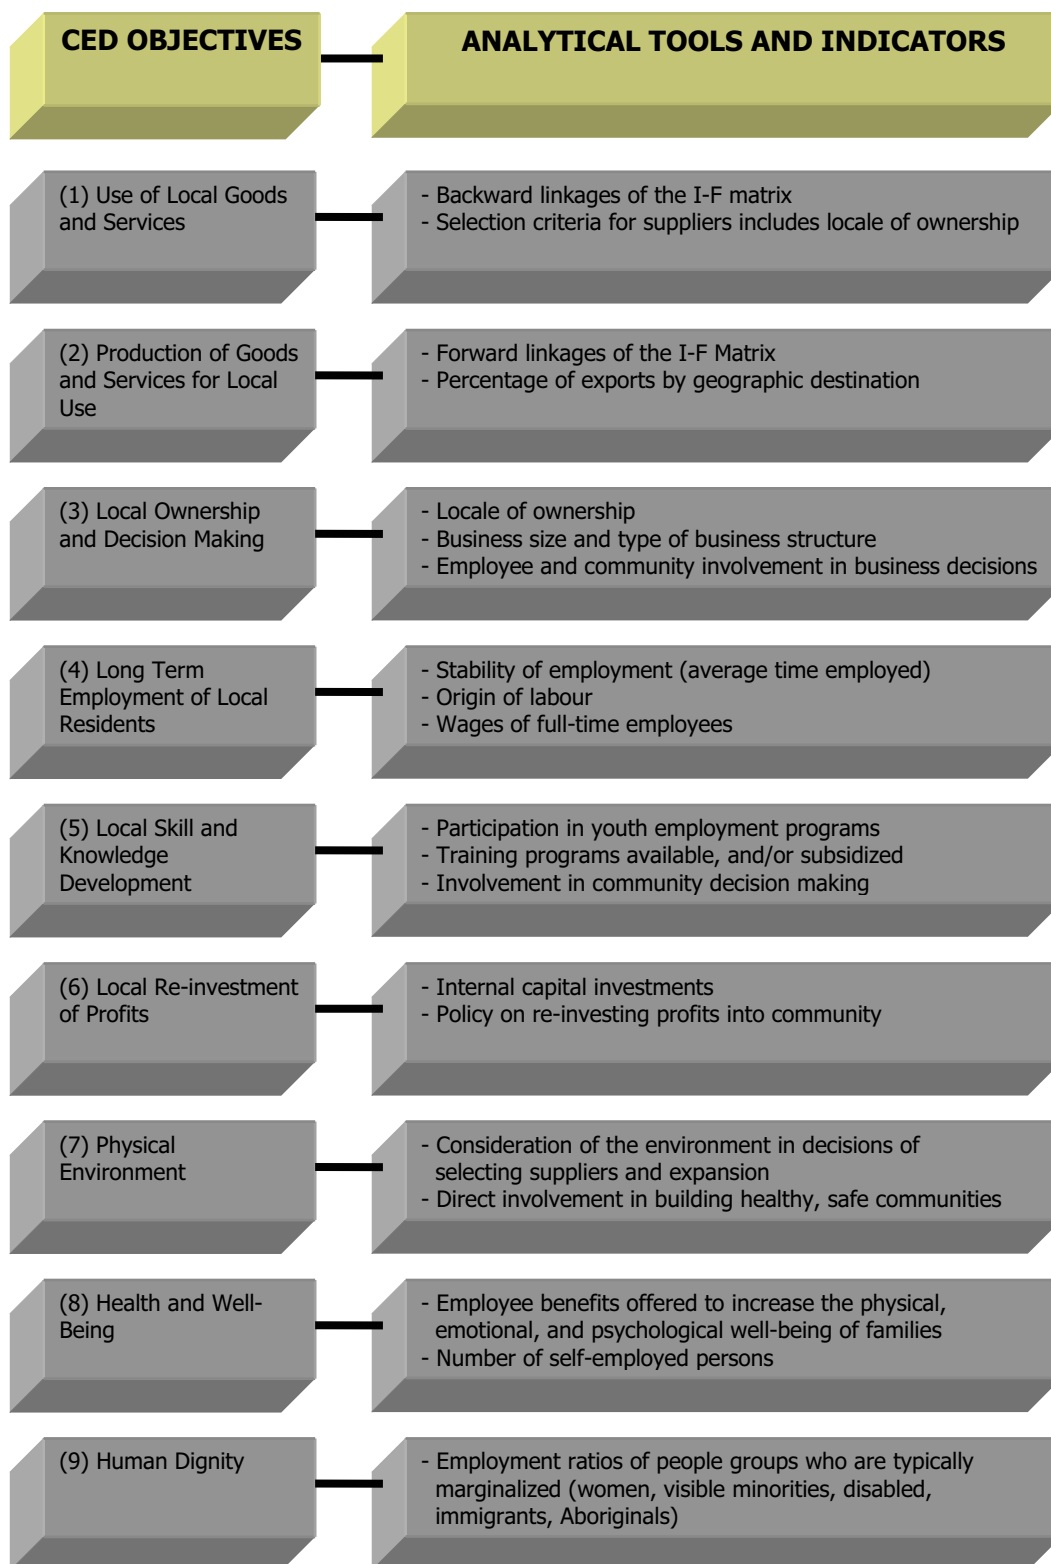 CED OBJECTIVES
ANALYTICAL TOOLS AND INDICATORS
(1) Use of Local Goods
and Services
- Backward linkages of the I-F matrix
- Selection criteria for suppliers includes locale of ownership
(2) Production of Goods
and Services for Local
Use
- Forward linkages of the I-F Matrix
- Percentage of exports by geographic destination
(3) Local Ownership
and Decision Making
- Locale of ownership
- Business size and type of business structure
- Employee and community involvement in business decisions
(4) Long Term
Employment of Local
Residents
- Stability of employment (average time employed)
- Origin of labour
- Wages of full-time employees
(5) Local Skill and
Knowledge
Development
- Participation in youth employment programs
- Training programs available, and/or subsidized
- Involvement in community decision making
(6) Local Re-investment
of Profits
- Internal capital investments
- Policy on re-investing profits into community
(7) Physical
Environment
- Consideration of the environment in decisions of
selecting suppliers and expansion
- Direct involvement in building healthy, safe communities
(8) Health and Well-
Being
- Employee benefits offered to increase the physical,
emotional, and psychological well-being of families
- Number of self-employed persons
(9) Human Dignity
- Employment ratios of people groups who are typically
marginalized (women, visible minorities, disabled,
immigrants, Aboriginals)